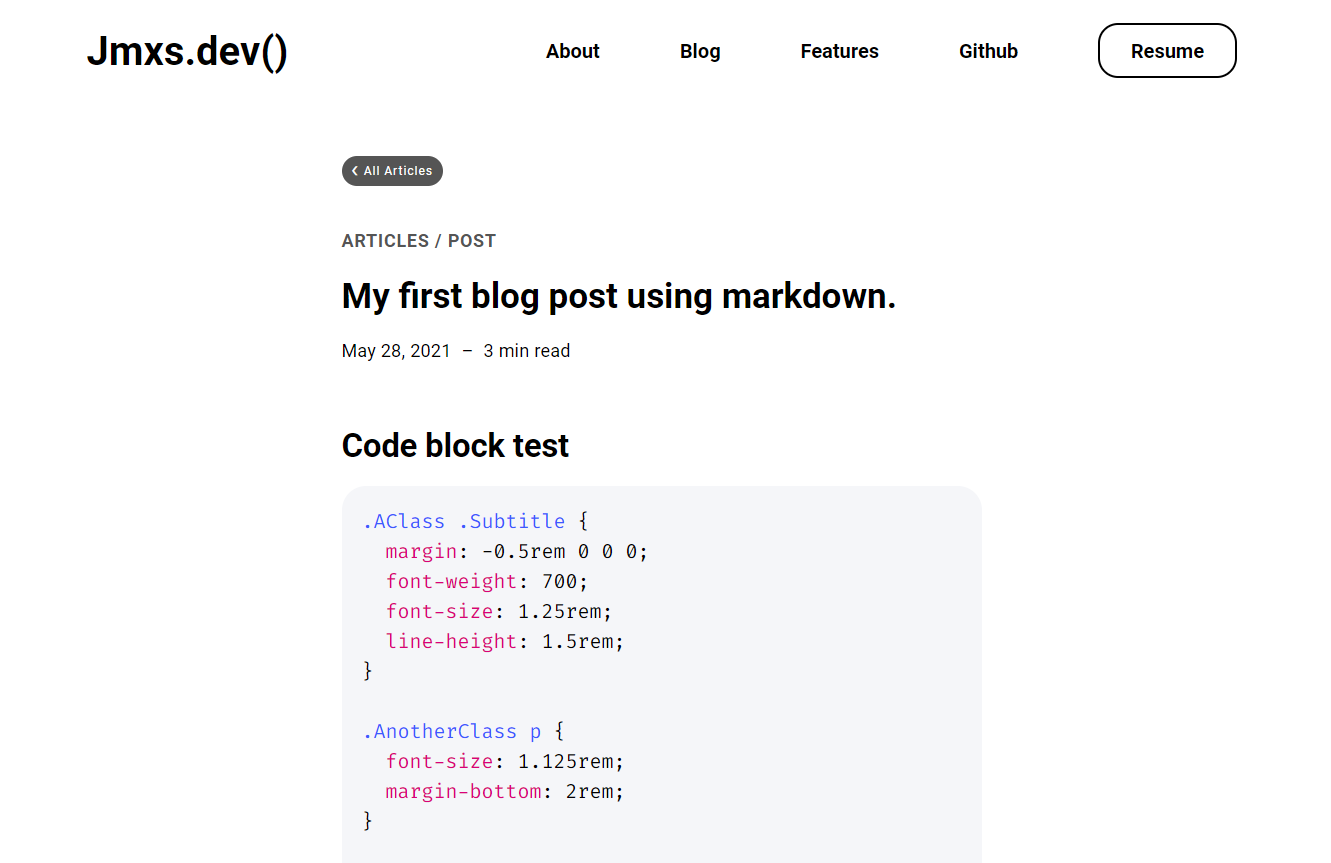 Jmxs.dev()
About Blog Features Github Resume
‹ All Articles
ARTICLES / POST
My first blog post using markdown.
May 28, 2021 – 3 min read
Code block test
.AClass .Subtitle {
  margin: -0.5rem 0 0 0;
  font-weight: 700;
  font-size: 1.25rem;
  line-height: 1.5rem;
}
.AnotherClass p {
  font-size: 1.125rem;
  margin-bottom: 2rem;
}